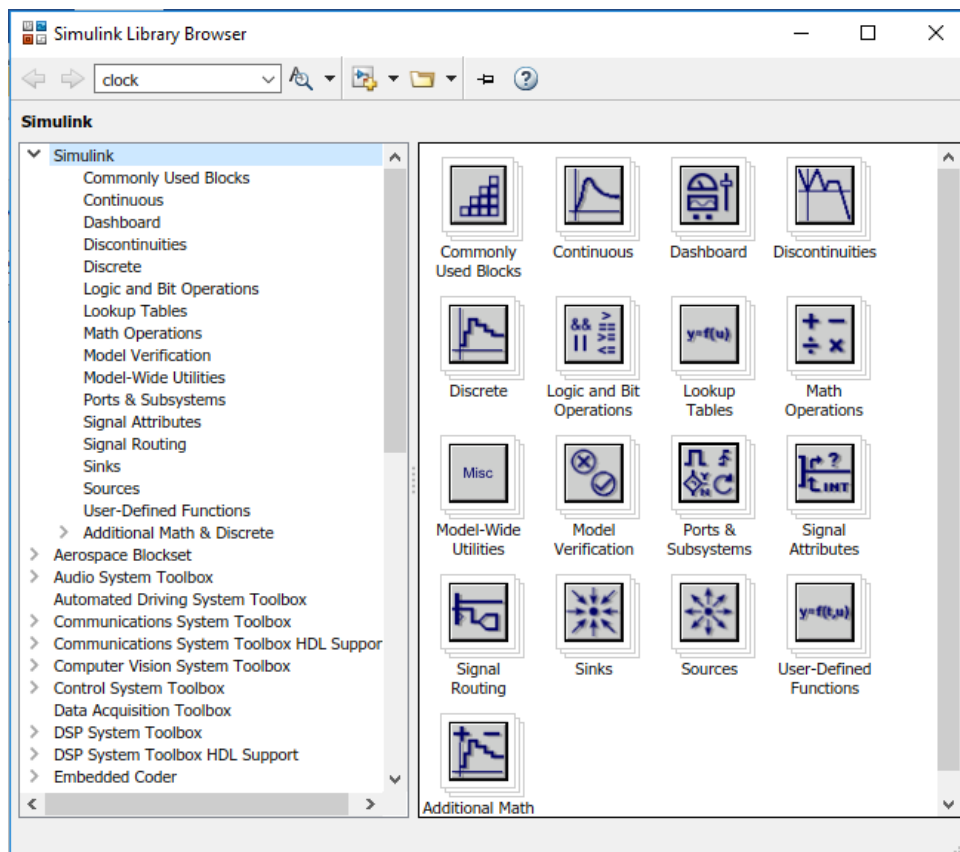 Simulink Library Browser
clock
Simulink
Simulink
Commonly Used Blocks
Continuous
Dashboard
Discontinuities
Discrete
Logic and Bit Operations
Lookup Tables
Math Operations
Model Verification
Model-Wide Utilities
Ports & Subsystems
Signal Attributes
Signal Routing
Sinks
Sources
User-Defined Functions
Additional Math & Discrete
Aerospace Blockset
Audio System Toolbox
Automated Driving System Toolbox
Communications System Toolbox
Communications System Toolbox HDL Suppor
Computer Vision System Toolbox
Control System Toolbox
Data Acquisition Toolbox
DSP System Toolbox
DSP System Toolbox HDL Support
Embedded Coder
Commonly
Used Blocks
Continuous
Dashboard
Discontinuities
Discrete
&& >
|| ==
>=
<=
Logic and Bit
Operations
y=f(u)
Lookup
Tables
+ −
÷ ×
Math
Operations
Misc
Model-Wide
Utilities
Model
Verification
Y
N
Ports &
Subsystems
?
INT
Signal
Attributes
Signal
Routing
Sinks
Sources
y=f(t,u)
User-Defined
Functions
+ −
Additional Math